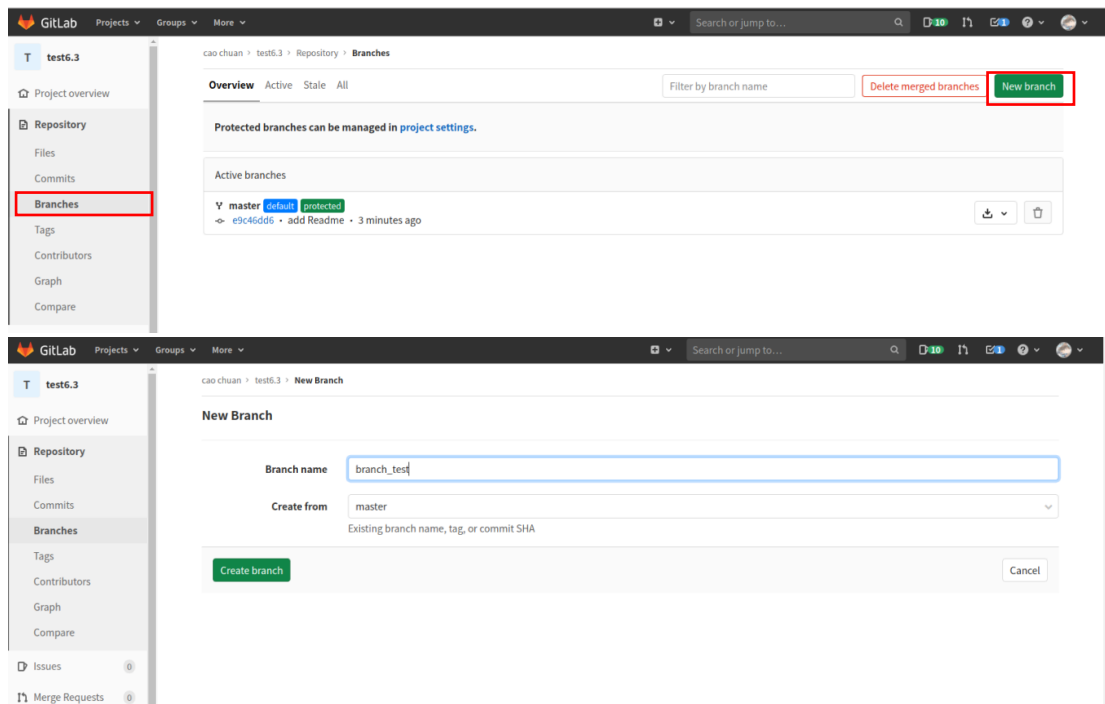 GitLab Projects Groups More Search or jump to... 10 1
T test6.3
cao chuan > test6.3 > Repository > Branches
Project overview
Repository
Files
Commits
Branches
Tags
Contributors
Graph
Compare
Overview Active Stale All Filter by branch name Delete merged branches New branch
Protected branches can be managed in project settings.
Active branches
master default protected
e9c46dd6 • add Readme • 3 minutes ago
GitLab Projects Groups More Search or jump to... 10 1
T test6.3
cao chuan > test6.3 > New Branch
Project overview
Repository
Files
Commits
Branches
Tags
Contributors
Graph
Compare
Issues 0
Merge Requests 0
New Branch
Branch name branch_test
Create from master
Existing branch name, tag, or commit SHA
Create branch Cancel